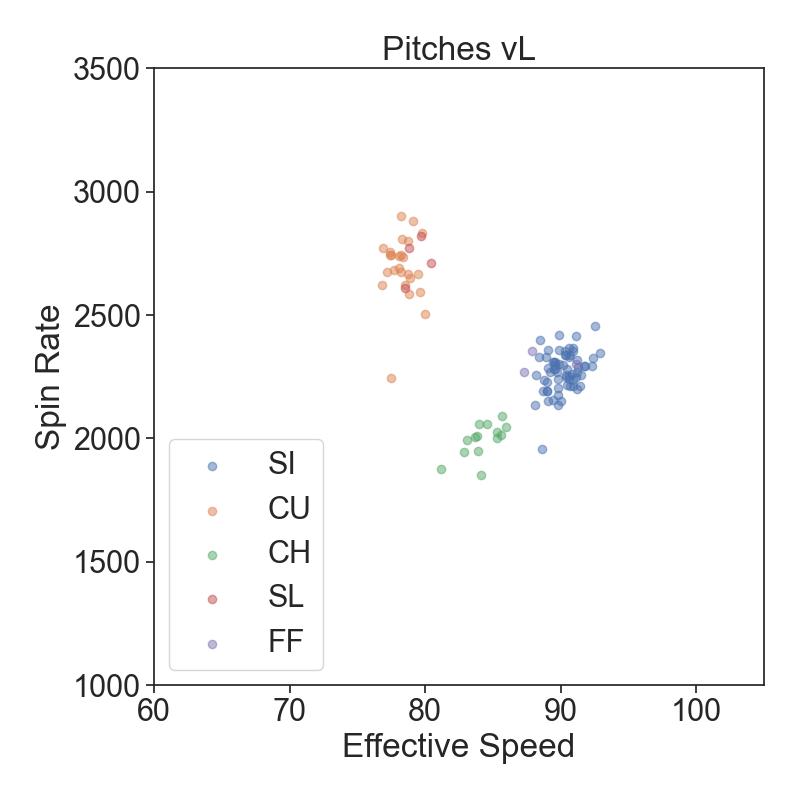 Pitches vL
3500
3000
2500
2000
1500
1000
Spin Rate
SI
CU
CH
SL
FF
60 70 80 90 100
Effective Speed